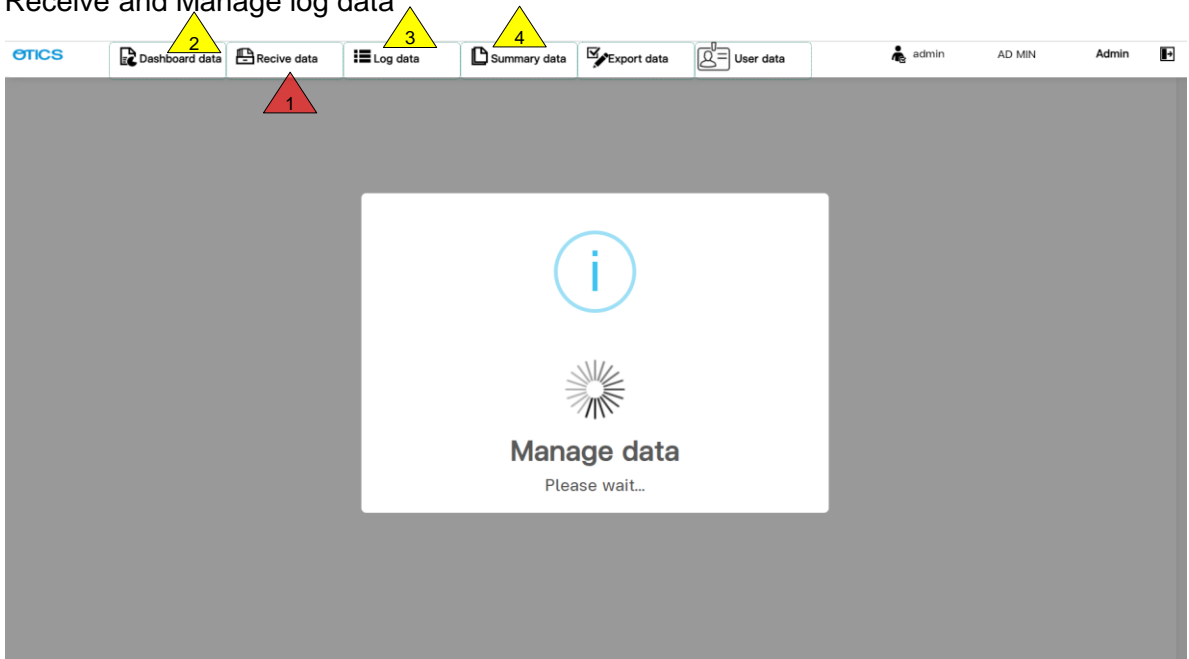 Receive and Manage log data
2
3
4
OTICS
Dashboard data
Recive data
Log data
Summary data
Export data
User data
admin
AD MIN
Admin
1
i
Manage data
Please wait...